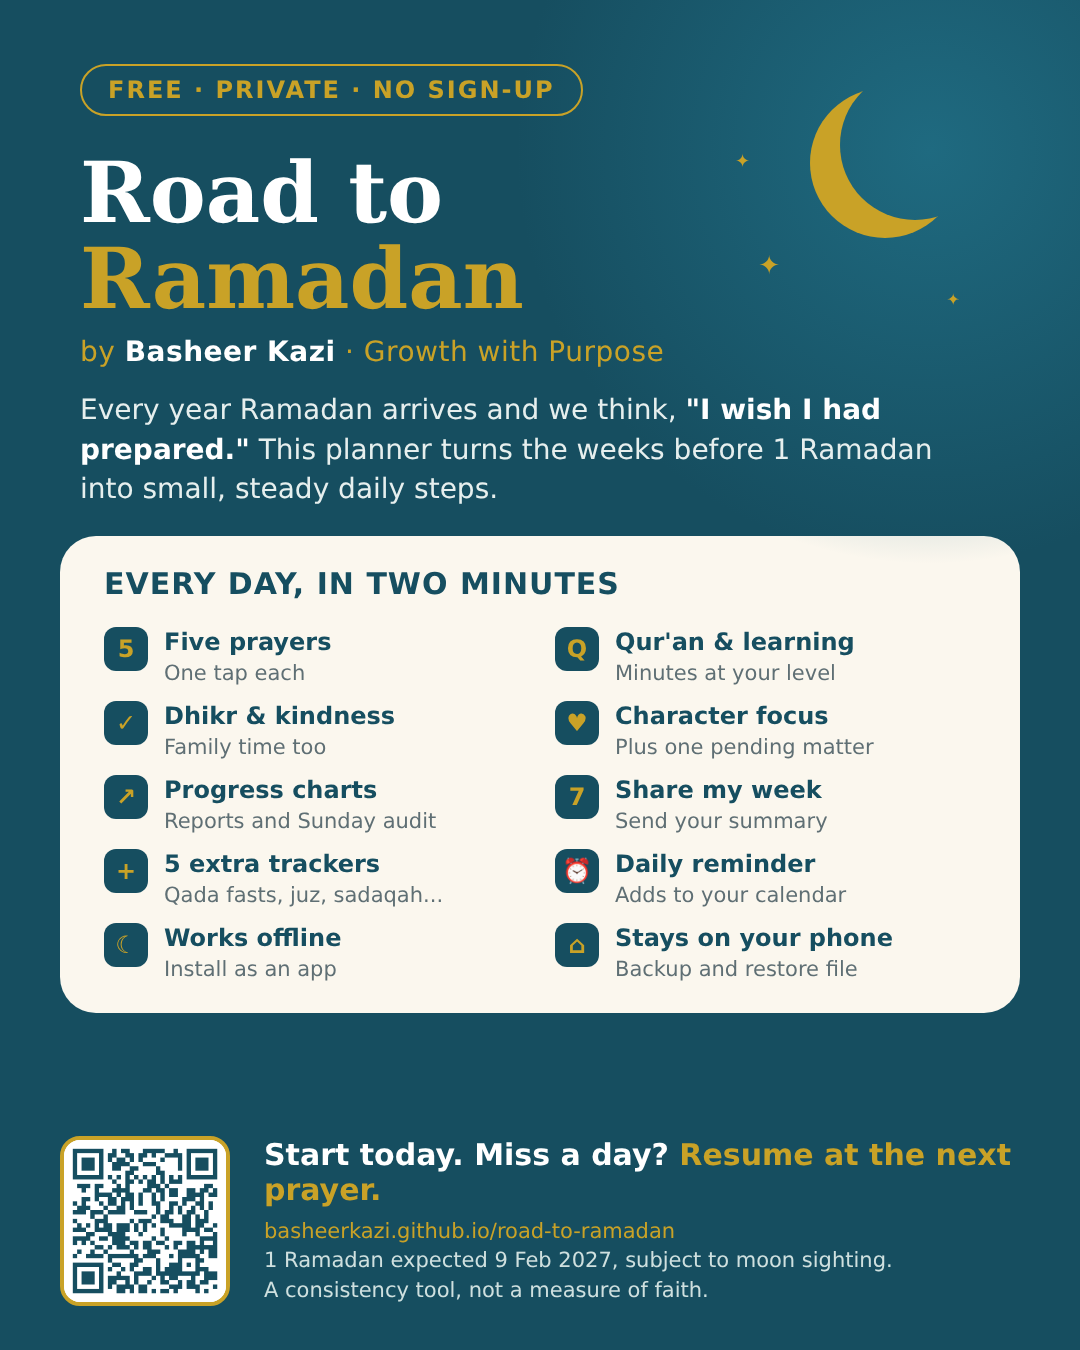 FREE · PRIVATE · NO SIGN-UP
Road to
Ramadan
by Basheer Kazi · Growth with Purpose
Every year Ramadan arrives and we think, "I wish I had
prepared." This planner turns the weeks before 1 Ramadan
into small, steady daily steps.
EVERY DAY, IN TWO MINUTES
5 Five prayers
One tap each
Q Qur'an & learning
Minutes at your level
✓ Dhikr & kindness
Family time too
♥ Character focus
Plus one pending matter
↗ Progress charts
Reports and Sunday audit
7 Share my week
Send your summary
+ 5 extra trackers
Qada fasts, juz, sadaqah...
Daily reminder
Adds to your calendar
Works offline
Install as an app
Stays on your phone
Backup and restore file
Start today. Miss a day? Resume at the next
prayer.
basheerkazi.github.io/road-to-ramadan
1 Ramadan expected 9 Feb 2027, subject to moon sighting.
A consistency tool, not a measure of faith.